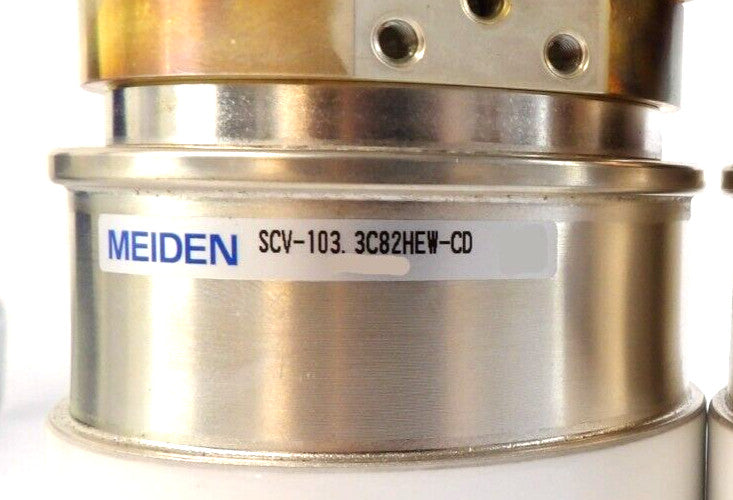 MEIDEN SCV-103. 3C82HEW-CD